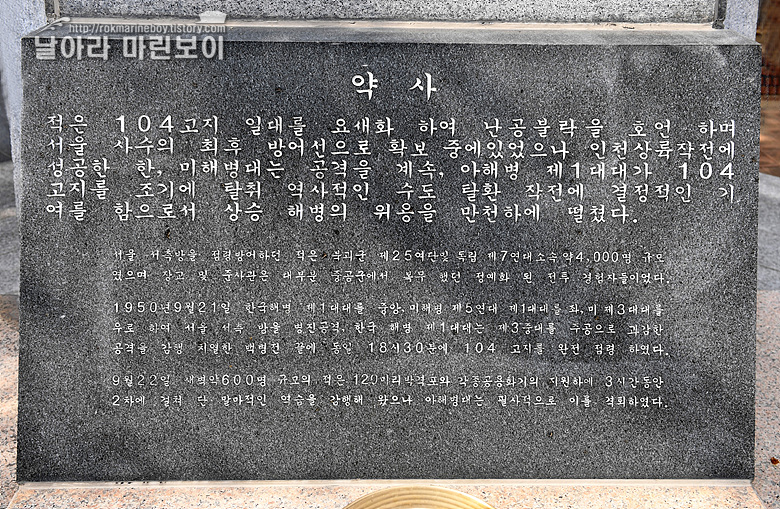 http://rokmarineboy.tistory.com
날아라 마린보이
약 사
적은 104고지 일대를 요새화 하여 난공불락을 호언 하며
서울 사수의 최후 방어선으로 확보 중에있었으나 인천상륙작전에
성공한 한, 미해병대는 공격을 계속, 아해병 제1대대가 104
고지를 조기에 탈취 역사적인 수도 탈환 작전에 결정적인 기
여를 함으로서 상승 해병의 위용을 만천하에 떨쳤다.
서울 서측방을 점령방어하던 적은 북괴군 제25여단및 독립 제7연대소속 약4,000명 규모
였으며 장교 및 준사관은 대부분 중공군에서 복무 했던 정예화 된 전투 경험자들이었다.
1950년9월21일 한국해병 제1대대를 중앙, 미해병 제5연대 제1대대를 좌, 미 제3대대를
우로 하여 서울 서측 방을 병진공격, 한국 해병 제1대대는 제3중대를 주공으로 과감한
공격을 감행 치열한 백병전 끝에 동일 18시30분에 104 고지를 완전 점령 하였다.
9월22일 새벽약600명 규모의 적은 120미리박격포와 각종공용화기의 지원하에 3시간동안
2차에 걸쳐 단 말마적인 역습을 감행해 왔으나 아해병대는 필사적으로 이를 격퇴하였다.